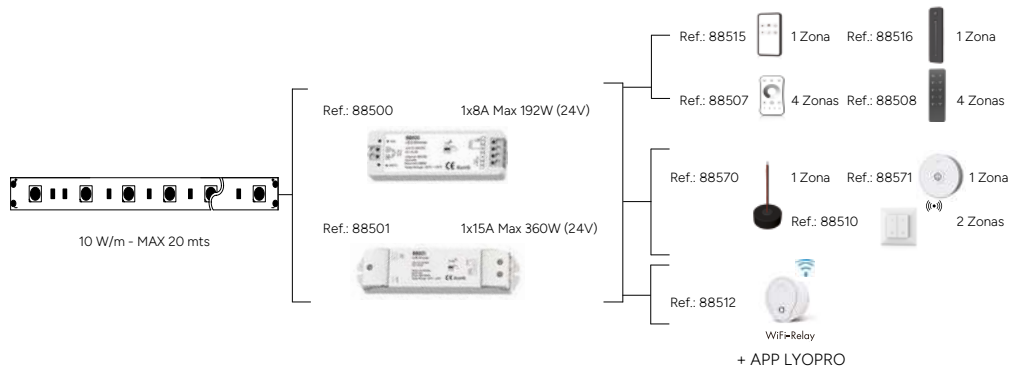 Ref.: 88515 1 Zona Ref.: 88516 1 Zona
Ref.: 88507 4 Zonas Ref.: 88508 4 Zonas
Ref.: 88500 1x8A Max 192W (24V)
Ref.: 88570 1 Zona Ref.: 88571 1 Zona
Ref.: 88510 2 Zonas
Ref.: 88501 1x15A Max 360W (24V)
10 W/m - MAX 20 mts
Ref.: 88512
WiFi-Relay
+ APP LYOPRO